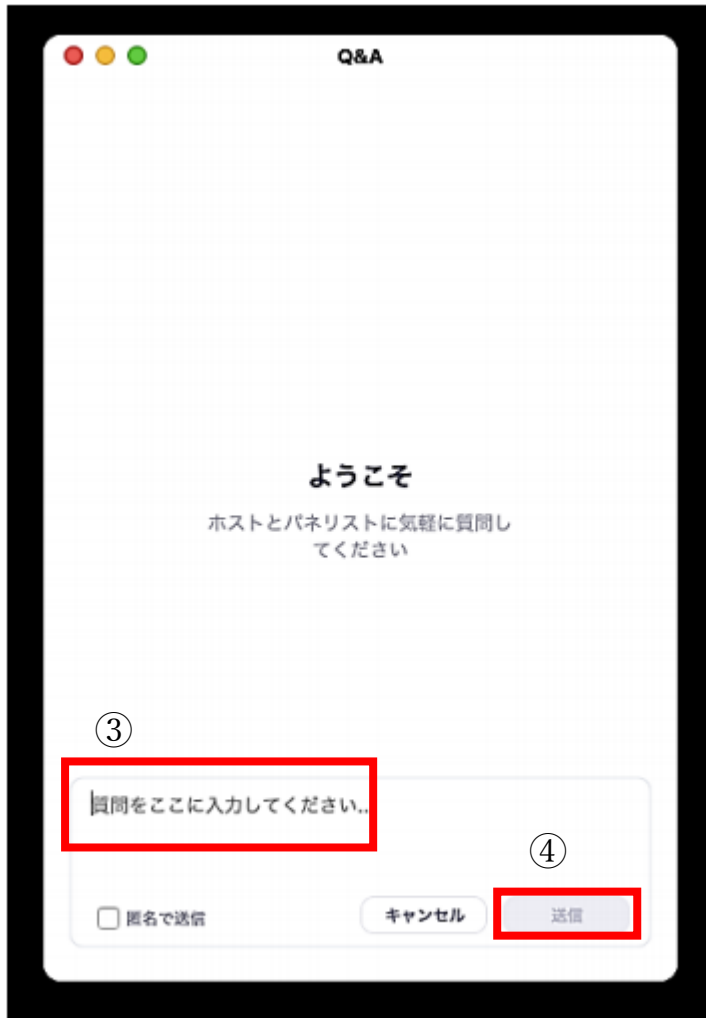 Q&A
ようこそ
ホストとパネリストに気軽に質問し
てください
③
質問をここに入力してください..
④
匿名で送信
キャンセル
送信